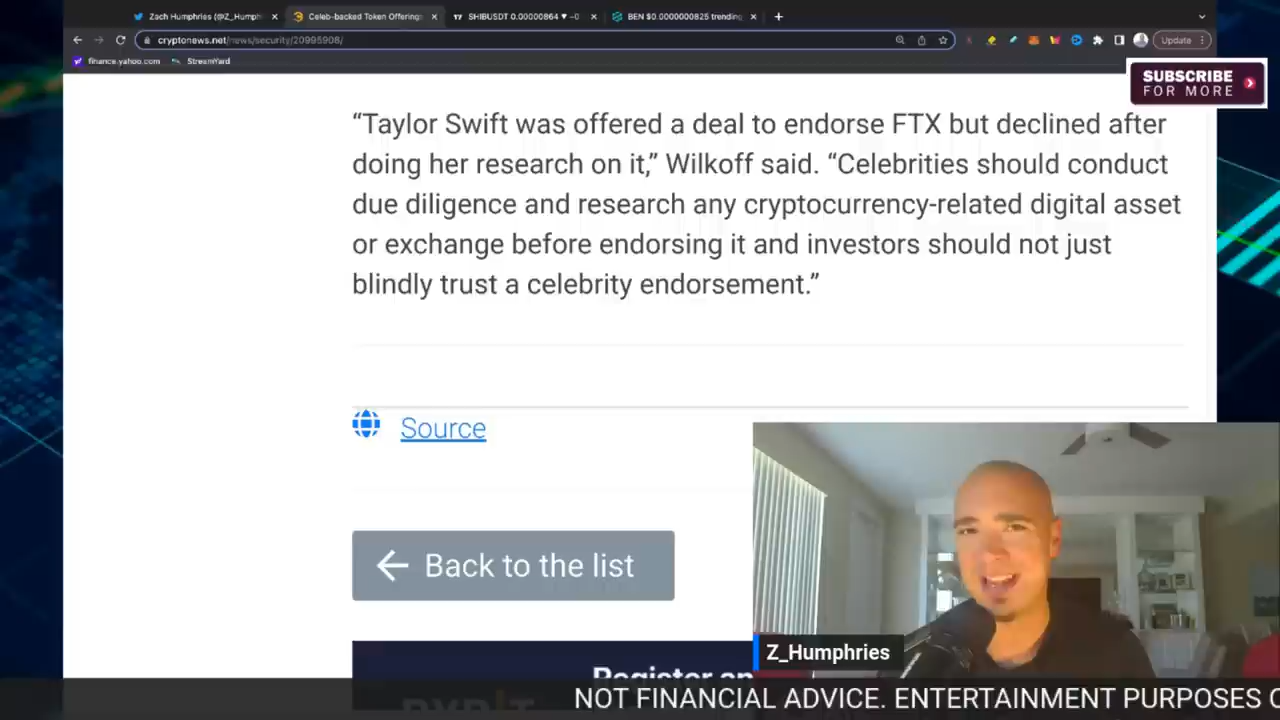 Zach Humphries (@Z_Humph
Celeb-backed Token Offering
SHIBUSDT 0.00000864 ▼ −0
BEN $0.0000000825 trending
cryptonews.net/news/security/20995908/
Update
finance.yahoo.com
StreamYard
SUBSCRIBE
FOR MORE
“Taylor Swift was offered a deal to endorse FTX but declined after
doing her research on it,” Wilkoff said. “Celebrities should conduct
due diligence and research any cryptocurrency-related digital asset
or exchange before endorsing it and investors should not just
blindly trust a celebrity endorsement.”
Source
Back to the list
Register an
Z_Humphries
NOT FINANCIAL ADVICE. ENTERTAINMENT PURPOSES